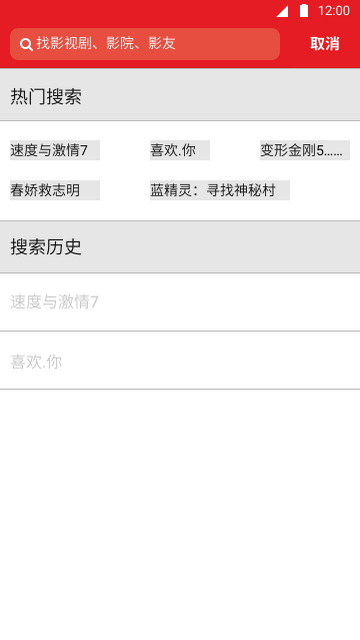 12:00
找影视剧、影院、影友 取消
热门搜索
速度与激情7 喜欢.你 变形金刚5......
春娇救志明 蓝精灵：寻找神秘村
搜索历史
速度与激情7
喜欢.你